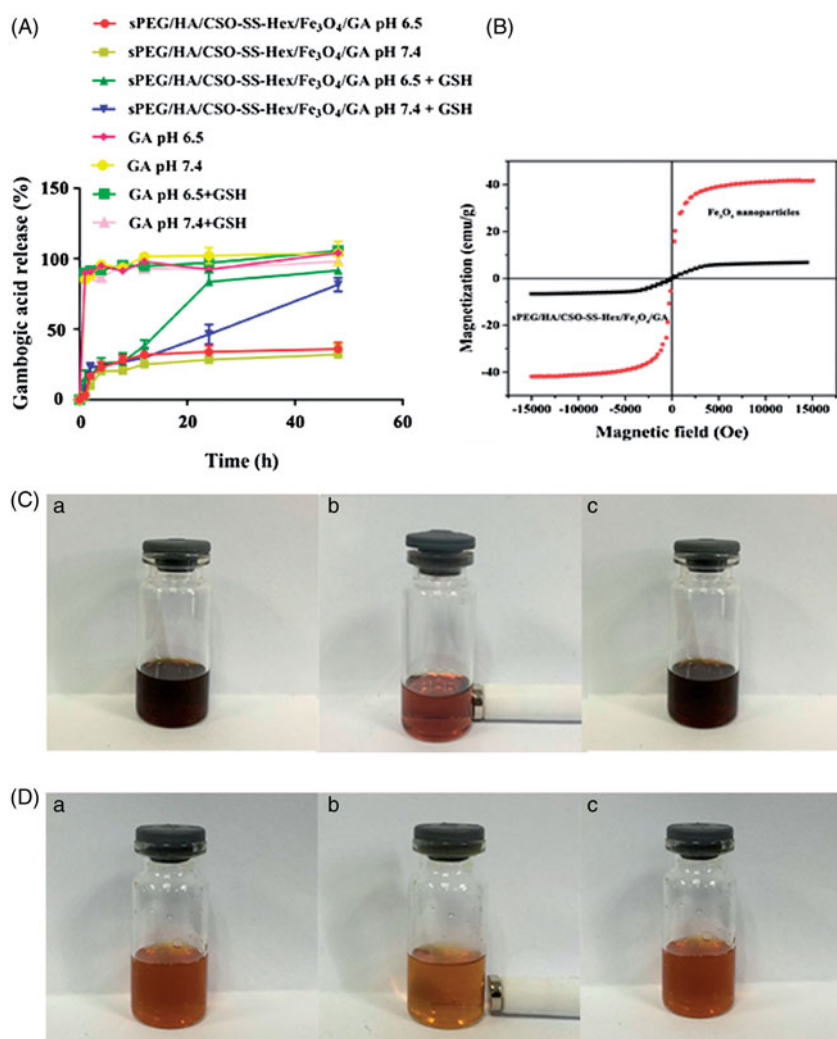 (A)
sPEG/HA/CSO-SS-Hex/Fe₃O₄/GA pH 6.5
sPEG/HA/CSO-SS-Hex/Fe₃O₄/GA pH 7.4
sPEG/HA/CSO-SS-Hex/Fe₃O₄/GA pH 6.5 + GSH
sPEG/HA/CSO-SS-Hex/Fe₃O₄/GA pH 7.4 + GSH
GA pH 6.5
GA pH 7.4
GA pH 6.5+GSH
GA pH 7.4+GSH
Gambogic acid release (%)
150
100
50
0
0 20 40 60
Time (h)
(B)
Magnetization (emu/g)
40
20
0
-20
-40
Fe₃O₄ nanoparticles
sPEG/HA/CSO-SS-Hex/Fe₃O₄/GA
-15000 -10000 -5000 0 5000 10000 15000
Magnetic field (Oe)
(C)
a b c
(D)
a b c